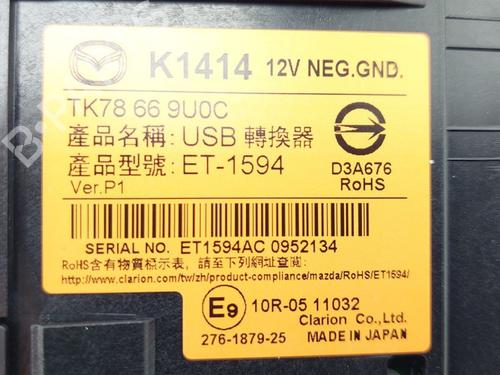 K1414 12V NEG.GND.
TK78 66 9U0C
產品名稱: USB 轉換器
產品型號: ET-1594
Ver.P1
D3A676
RoHS
SERIAL NO. ET1594AC 0952134
RoHS含有物質標示表, 請至下列網址查閱:
http://www.clarion.com/tw/zh/product-compliance/mazda/RoHS/ET1594/
E9 10R-05 11032
Clarion Co.,Ltd.
276-1879-25 MADE IN JAPAN